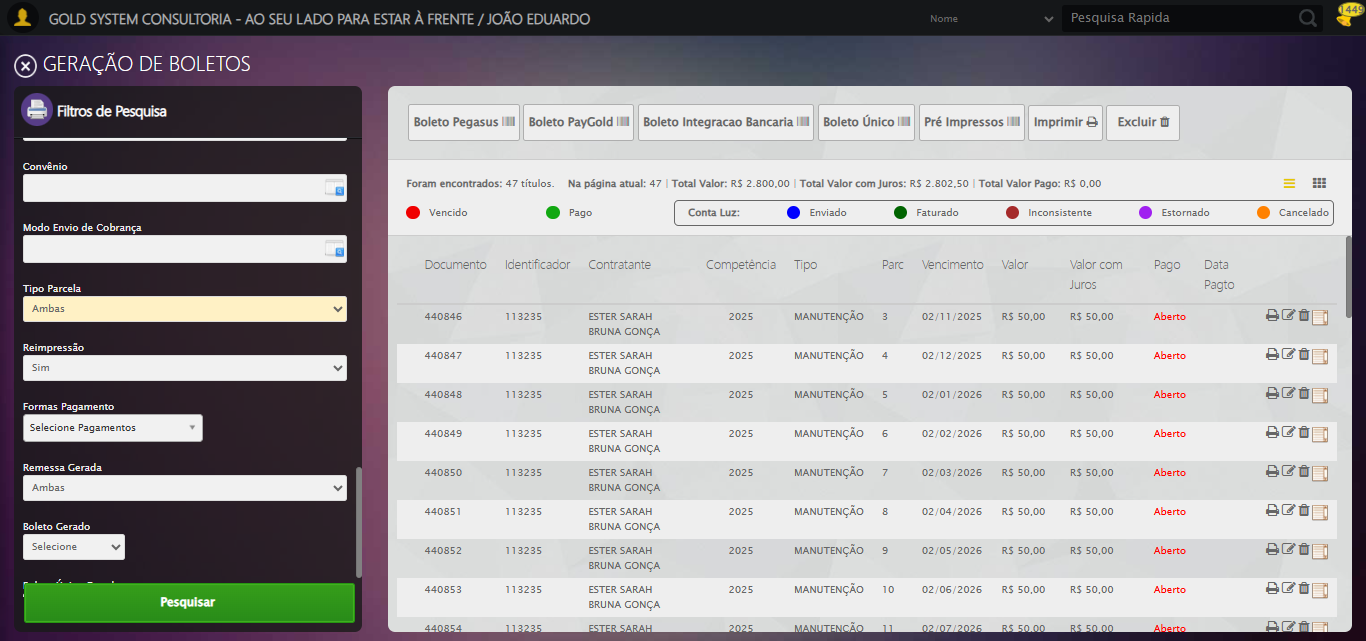 GOLD SYSTEM CONSULTORIA - AO SEU LADO PARA ESTAR À FRENTE / JOÃO EDUARDO
Nome
Pesquisa Rapida
1449
GERAÇÃO DE BOLETOS
Filtros de Pesquisa
Convênio
Modo Envio de Cobrança
Tipo Parcela
Ambas
Reimpressão
Sim
Formas Pagamento
Selecione Pagamentos
Remessa Gerada
Ambas
Boleto Gerado
Selecione
Pesquisar
Boleto Pegasus
Boleto PayGold
Boleto Integracao Bancaria
Boleto Único
Pré Impressos
Imprimir
Excluir
Foram encontrados: 47 títulos. Na página atual: 47 | Total Valor: R$ 2.800,00 | Total Valor com Juros: R$ 2.802,50 | Total Valor Pago: R$ 0,00
Vencido Pago Conta Luz: Enviado Faturado Inconsistente Estornado Cancelado
Documento Identificador Contratante Competência Tipo Parc Vencimento Valor Valor com Pago Data
Juros Pagto
440846 113235 ESTER SARAH 2025 MANUTENÇÃO 3 02/11/2025 R$ 50,00 R$ 50,00 Aberto
BRUNA GONÇA
440847 113235 ESTER SARAH 2025 MANUTENÇÃO 4 02/12/2025 R$ 50,00 R$ 50,00 Aberto
BRUNA GONÇA
440848 113235 ESTER SARAH 2025 MANUTENÇÃO 5 02/01/2026 R$ 50,00 R$ 50,00 Aberto
BRUNA GONÇA
440849 113235 ESTER SARAH 2025 MANUTENÇÃO 6 02/02/2026 R$ 50,00 R$ 50,00 Aberto
BRUNA GONÇA
440850 113235 ESTER SARAH 2025 MANUTENÇÃO 7 02/03/2026 R$ 50,00 R$ 50,00 Aberto
BRUNA GONÇA
440851 113235 ESTER SARAH 2025 MANUTENÇÃO 8 02/04/2026 R$ 50,00 R$ 50,00 Aberto
BRUNA GONÇA
440852 113235 ESTER SARAH 2025 MANUTENÇÃO 9 02/05/2026 R$ 50,00 R$ 50,00 Aberto
BRUNA GONÇA
440853 113235 ESTER SARAH 2025 MANUTENÇÃO 10 02/06/2026 R$ 50,00 R$ 50,00 Aberto
BRUNA GONÇA
440854 113235 ESTER SARAH 2025 MANUTENÇÃO 11 02/07/2026 R$ 50,00 R$ 50,00 Aberto